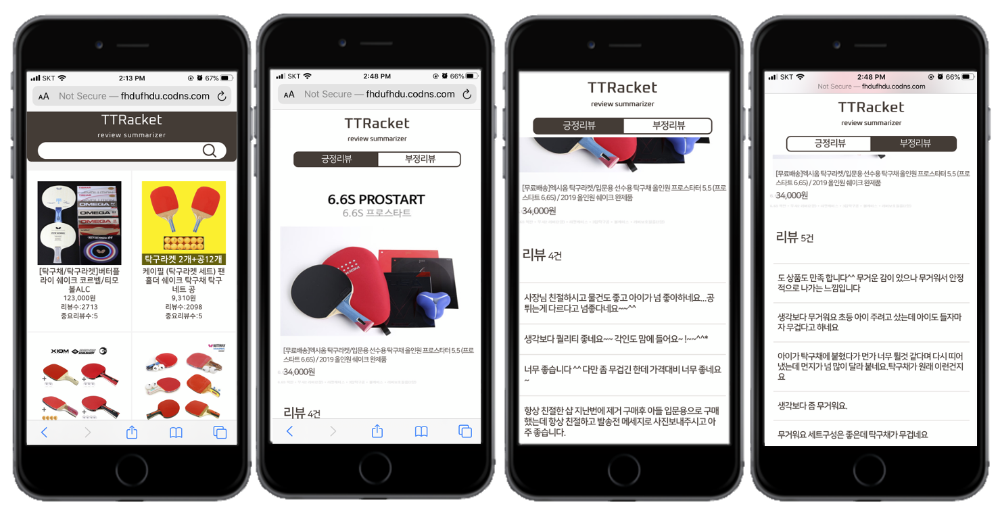 SKT
2:13 PM
67%
AA Not Secure — fhdufhdu.codns.com
TTRacket
review summarizer
[탁구채/탁구라켓]버터플
라이 쉐이크 코르벨/티모
볼ALC
123,000원
리뷰수:2713
중요리뷰수:5
탁구라켓 2개+공12개
케이필 (탁구라켓 세트) 팬
홀더 쉐이크 탁구채 탁구
네트 공
9,310원
리뷰수:2098
중요리뷰수:5
XIOM
BUTTERFLY
SKT
2:48 PM
66%
AA Not Secure — fhdufhdu.codns.com
TTRacket
review summarizer
긍정리뷰
부정리뷰
6.6S PROSTART
6.6S 프로스타트
XIOM
[무료배송]엑시옴 탁구라켓/입문용 선수용 탁구채 올인원 프로스타터 5.5 (프로
스타트 6.6S) / 2019 올인원 쉐이크 완제품
34,000원
리뷰 4건
TTRacket
review summarizer
긍정리뷰
부정리뷰
[무료배송]엑시옴 탁구라켓/입문용 선수용 탁구채 올인원 프로스타터 5.5 (프로
스타트 6.6S) / 2019 올인원 쉐이크 완제품
34,000원
리뷰 4건
사장님 친절하시고 물건도 좋고 아이가 넘 좋아하네요...공
튀는게 다르다고 넘좋다네요~~^^
생각보다 퀄리티 좋네요~~ 각인도 맘에 들어요~ !~~^^*
너무 좋습니다 ^^ 다만 좀 무겁긴 한데 가격대비 너무 좋네요
~
항상 친절한 샵 지난번에 제거 구매후 아들 입문용으로 구매
했는데 항상 친절하고 발송전 메세지로 사진보내주시고 아
주 좋습니다.
SKT
2:48 PM
66%
Not Secure — fhdufhdu.codns.com
TTRacket
review summarizer
긍정리뷰
부정리뷰
[무료배송]엑시옴 탁구라켓/입문용 선수용 탁구채 올인원 프로스타터 5.5 (프로
스타트 6.6S) / 2019 올인원 쉐이크 완제품
34,000원
리뷰 5건
도 상품도 만족 합니다^^ 무거운 감이 있으나 무거워서 안정
적으로 나가는 느낌입니다
생각보다 무거워요 초등 아이 주려고 샀는데 아이도 들자마
자 무겁다고 하네요
아이가 탁구채에 붙혔다가 먼가 너무 튈것 같다며 다시 띠어
냈는데 먼지가 넘 많이 달라 붙네요.탁구채가 원래 이런건지
요
생각보다 좀 무거워요.
무거워요 세트구성은 좋은데 탁구채가 무겁네요